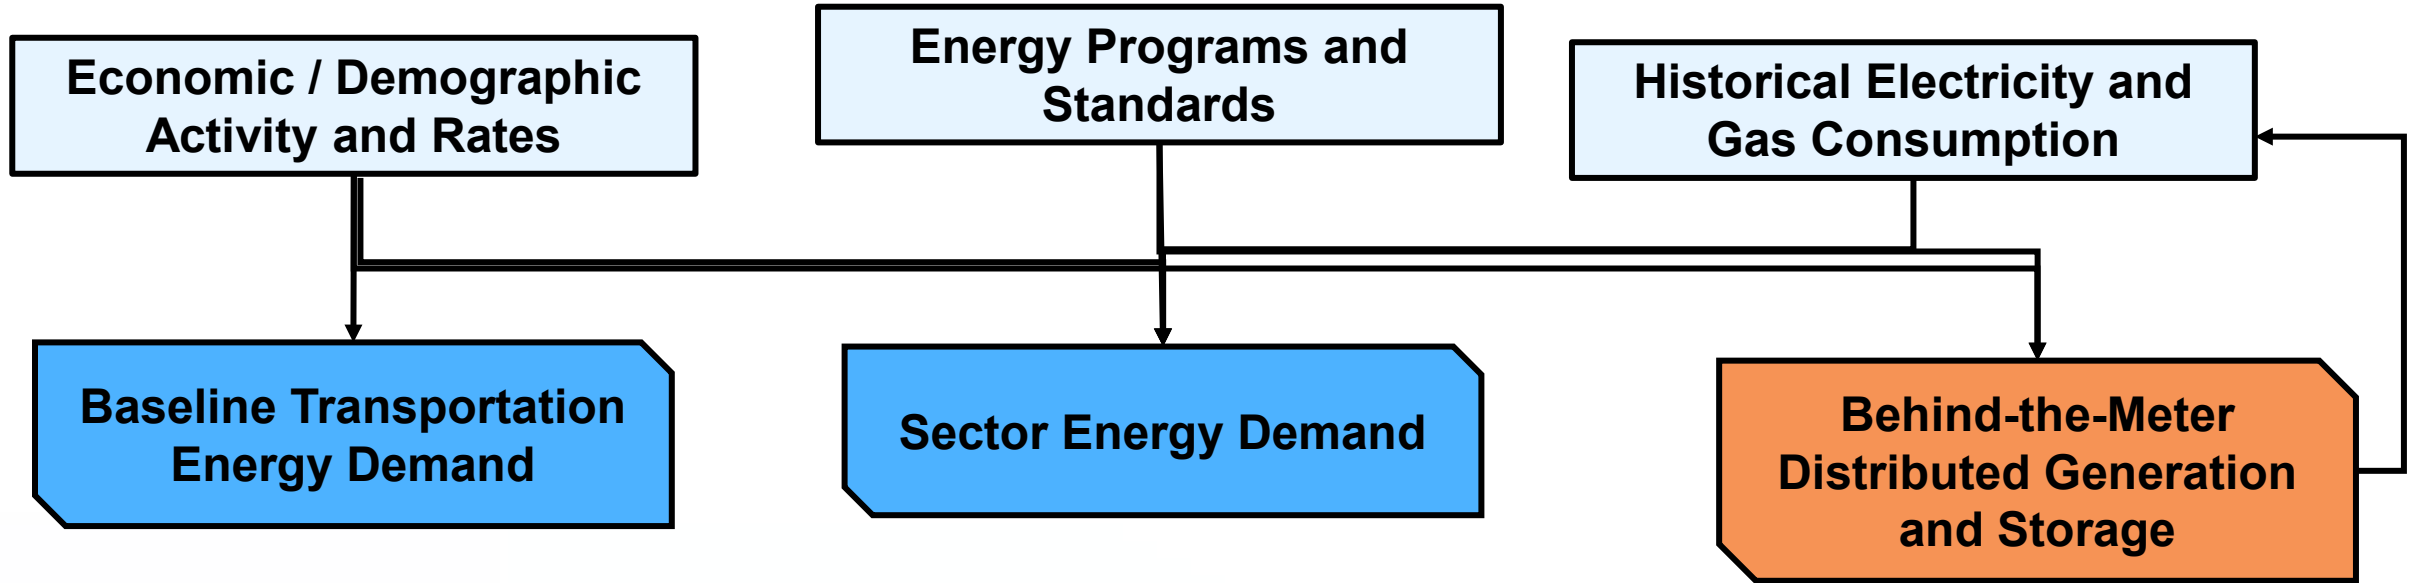 Economic / Demographic
Activity and Rates
Energy Programs and
Standards
Historical Electricity and
Gas Consumption
Baseline Transportation
Energy Demand
Sector Energy Demand
Behind-the-Meter
Distributed Generation
and Storage